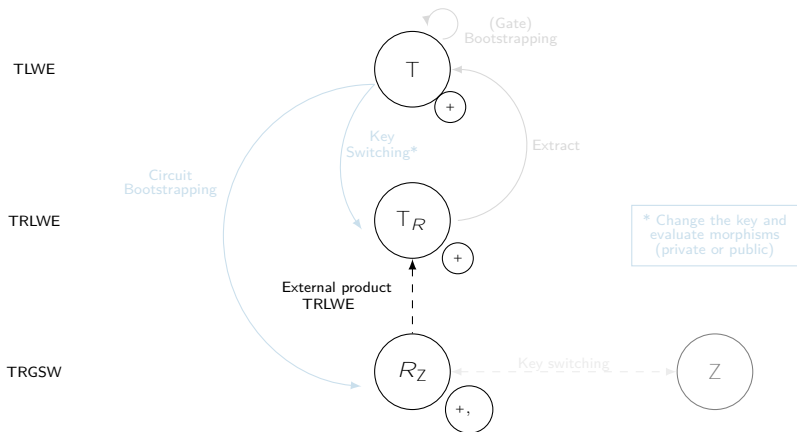 (Gate)
Bootstrapping
TLWE
T
+
Key
Switching*
Extract
Circuit
Bootstrapping
TRLWE
T_R
+
* Change the key and
evaluate morphisms
(private or public)
External product
TRLWE
TRGSW
R_Z
Key switching
Z
+,